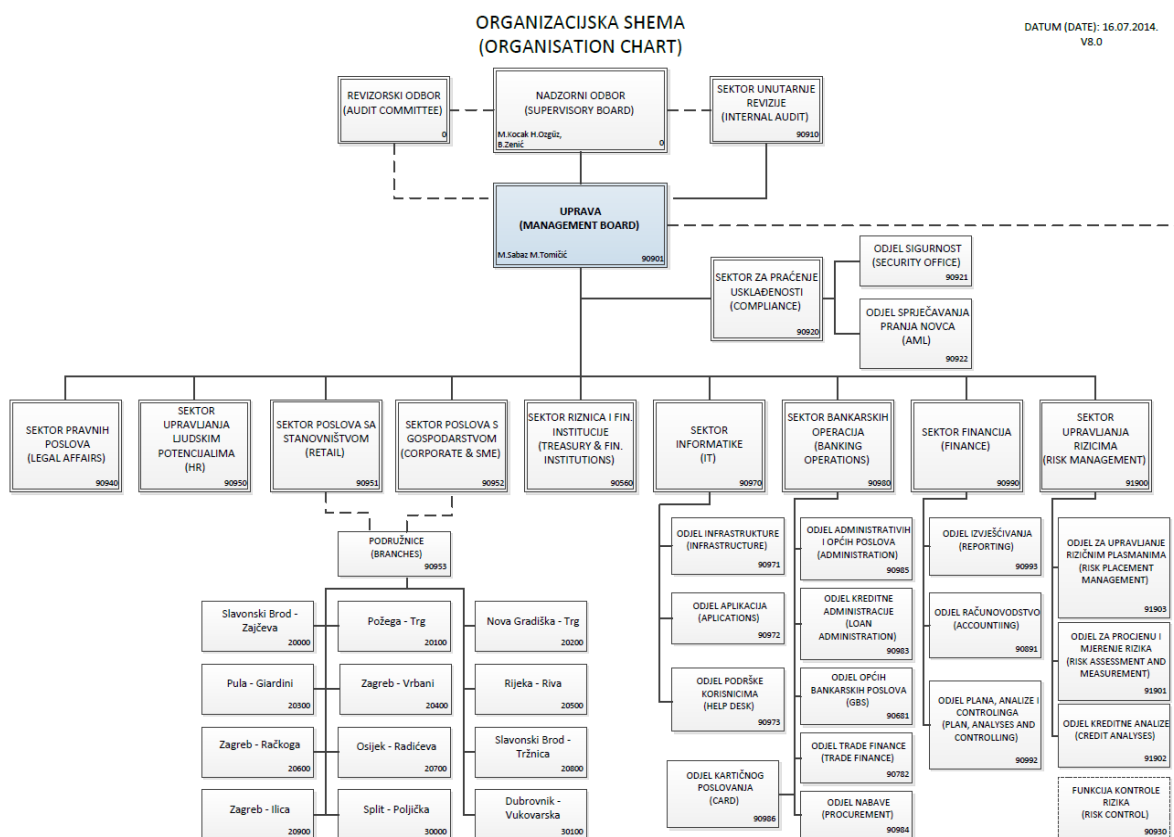 ORGANIZACIJSKA SHEMA
(ORGANISATION CHART)
DATUM (DATE): 16.07.2014.
V8.0
REVIZORSKI ODBOR
(AUDIT COMMITTEE)
0
NADZORNI ODBOR
(SUPERVISORY BOARD)
M.Kocak H.Ozgüz,
B.Zenić
0
SEKTOR UNUTARNJE
REVIZIJE
(INTERNAL AUDIT)
90910
UPRAVA
(MANAGEMENT BOARD)
M.Sabaz M.Tomičić
90901
SEKTOR ZA PRAĆENJE
USKLAĐENOSTI
(COMPLIANCE)
90920
ODJEL SIGURNOST
(SECURITY OFFICE)
90921
ODJEL SPRJEČAVANJA
PRANJA NOVCA
(AML)
90922
SEKTOR PRAVNIH
POSLOVA
(LEGAL AFFAIRS)
90940
SEKTOR
UPRAVLJANJA
LJUDSKIM
POTENCIJALIMA
(HR)
90950
SEKTOR POSLOVA SA
STANOVNIŠTVOM
(RETAIL)
90951
SEKTOR POSLOVA S
GOSPODARSTVOM
(CORPORATE & SME)
90952
SEKTOR RIZNICA I FIN.
INSTITUCIJE
(TREASURY & FIN.
INSTITUTIONS)
90560
SEKTOR
INFORMATIKE
(IT)
90970
SEKTOR BANKARSKIH
OPERACIJA
(BANKING
OPERATIONS)
90980
SEKTOR FINANCIJA
(FINANCE)
90990
SEKTOR
UPRAVLJANJA
RIZICIMA
(RISK MANAGEMENT)
91900
PODRUŽNICE
(BRANCHES)
90953
Slavonski Brod -
Zajčeva
20000
Požega - Trg
20100
Nova Gradiška - Trg
20200
Pula - Giardini
20300
Zagreb - Vrbani
20400
Rijeka - Riva
20500
Zagreb - Račkoga
20600
Osijek - Radićeva
20700
Slavonski Brod -
Tržnica
20800
Zagreb - Ilica
20900
Split - Poljička
30000
Dubrovnik -
Vukovarska
30100
ODJEL INFRASTRUKTURE
(INFRASTRUCTURE)
90971
ODJEL APLIKACIJA
(APLICATIONS)
90972
ODJEL PODRŠKE
KORISNICIMA
(HELP DESK)
90973
ODJEL KARTIČNOG
POSLOVANJA
(CARD)
90986
ODJEL ADMINISTRATIVIH
I OPĆIH POSLOVA
(ADMINISTRATION)
90985
ODJEL KREDITNE
ADMINISTRACIJE
(LOAN
ADMINISTRATION)
90983
ODJEL OPĆIH
BANKARSKIH POSLOVA
(GBS)
90681
ODJEL TRADE FINANCE
(TRADE FINANCE)
90782
ODJEL NABAVE
(PROCUREMENT)
90984
ODJEL IZVJEŠĆIVANJA
(REPORTING)
90993
ODJEL RAČUNOVODSTVO
(ACCOUNTIING)
90891
ODJEL PLANA, ANALIZE I
CONTROLINGA
(PLAN, ANALYSES AND
CONTROLLING)
90992
ODJEL ZA UPRAVLJANJE
RIZIČNIM PLASMANIMA
(RISK PLACEMENT
MANAGEMENT)
91903
ODJEL ZA PROCJENU I
MJERENJE RIZIKA
(RISK ASSESSMENT AND
MEASUREMENT)
91901
ODJEL KREDITNE ANALIZE
(CREDIT ANALYSES)
91902
FUNKCIJA KONTROLE
RIZIKA
(RISK CONTROL)
90930